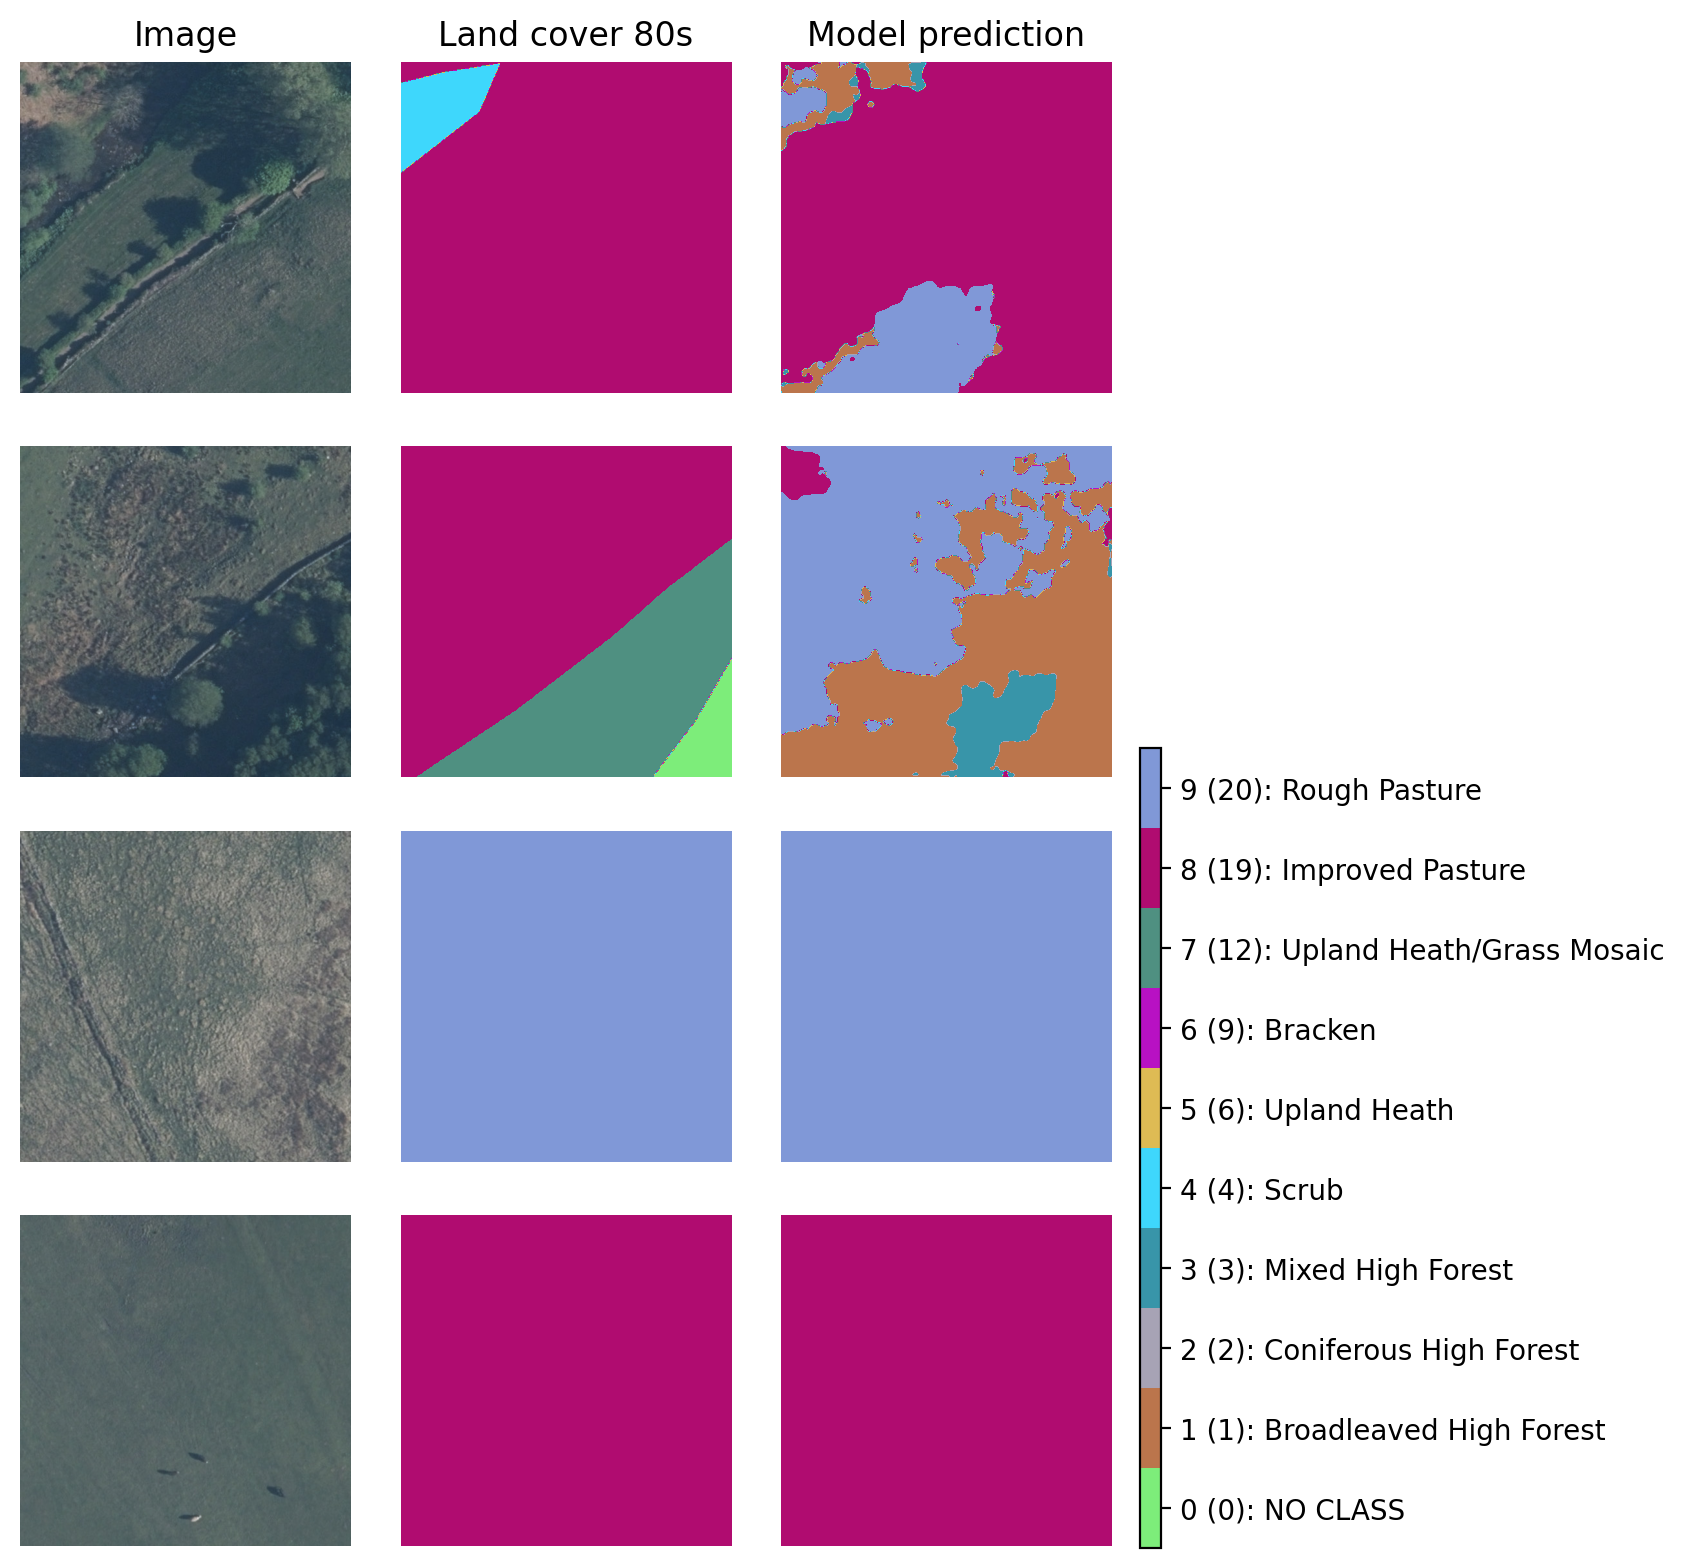 Image
Land cover 80s
Model prediction
9 (20): Rough Pasture
8 (19): Improved Pasture
7 (12): Upland Heath/Grass Mosaic
6 (9): Bracken
5 (6): Upland Heath
4 (4): Scrub
3 (3): Mixed High Forest
2 (2): Coniferous High Forest
1 (1): Broadleaved High Forest
0 (0): NO CLASS